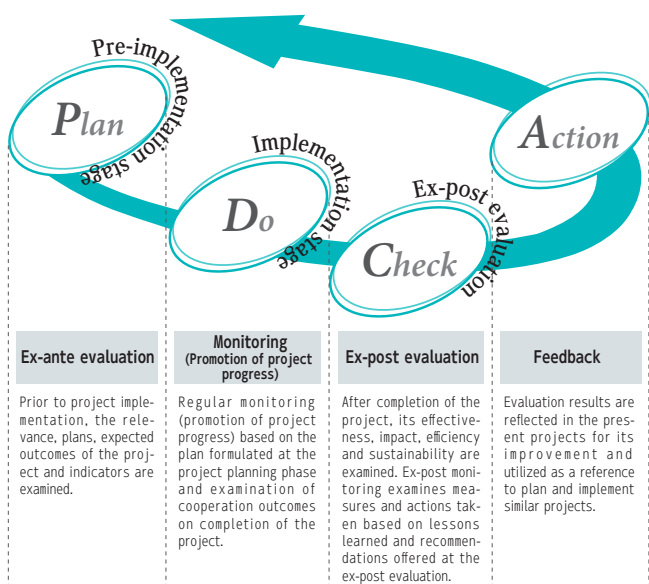 Pre-implementation stage
Plan
Implementation stage
Do
Ex-post evaluation
Check
Action
Ex-ante evaluation
Prior to project imple-
mentation, the rele-
vance, plans, expected
outcomes of the proj-
ect and indicators are
examined.
Monitoring
(Promotion of project
progress)
Regular monitoring
(promotion of project
progress) based on the
plan formulated at the
project planning phase
and examination of
cooperation outcomes
on completion of the
project.
Ex-post evaluation
After completion of the
project, its effective-
ness, impact, efficiency
and sustainability are
examined. Ex-post moni-
toring examines mea-
sures and actions tak-
en based on lessons
learned and recommen-
dations offered at the
ex-post evaluation.
Feedback
Evaluation results are
reflected in the pres-
ent projects for its
improvement and
utilized as a reference
to plan and implement
similar projects.